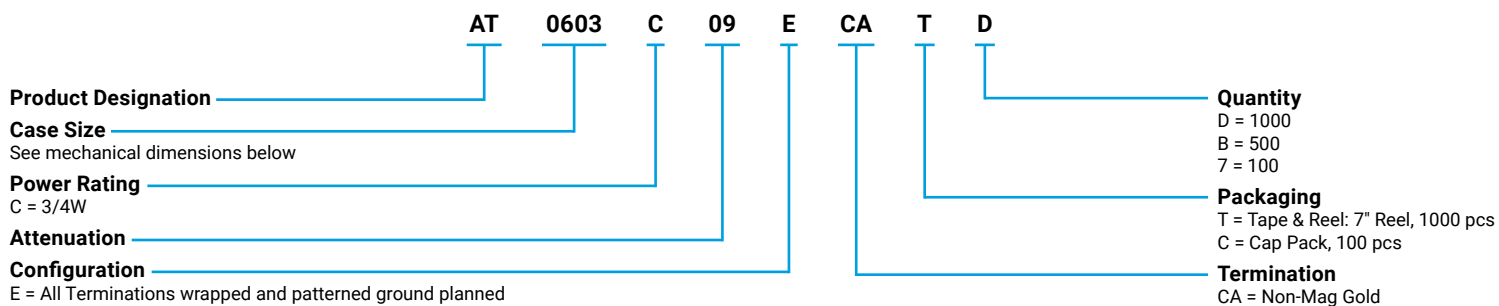 AT 0603 C 09 E CA T D
Product Designation
Case Size
See mechanical dimensions below
Power Rating
C = 3/4W
Attenuation
Configuration
E = All Terminations wrapped and patterned ground planned
Quantity
D = 1000
B = 500
7 = 100
Packaging
T = Tape & Reel: 7" Reel, 1000 pcs
C = Cap Pack, 100 pcs
Termination
CA = Non-Mag Gold